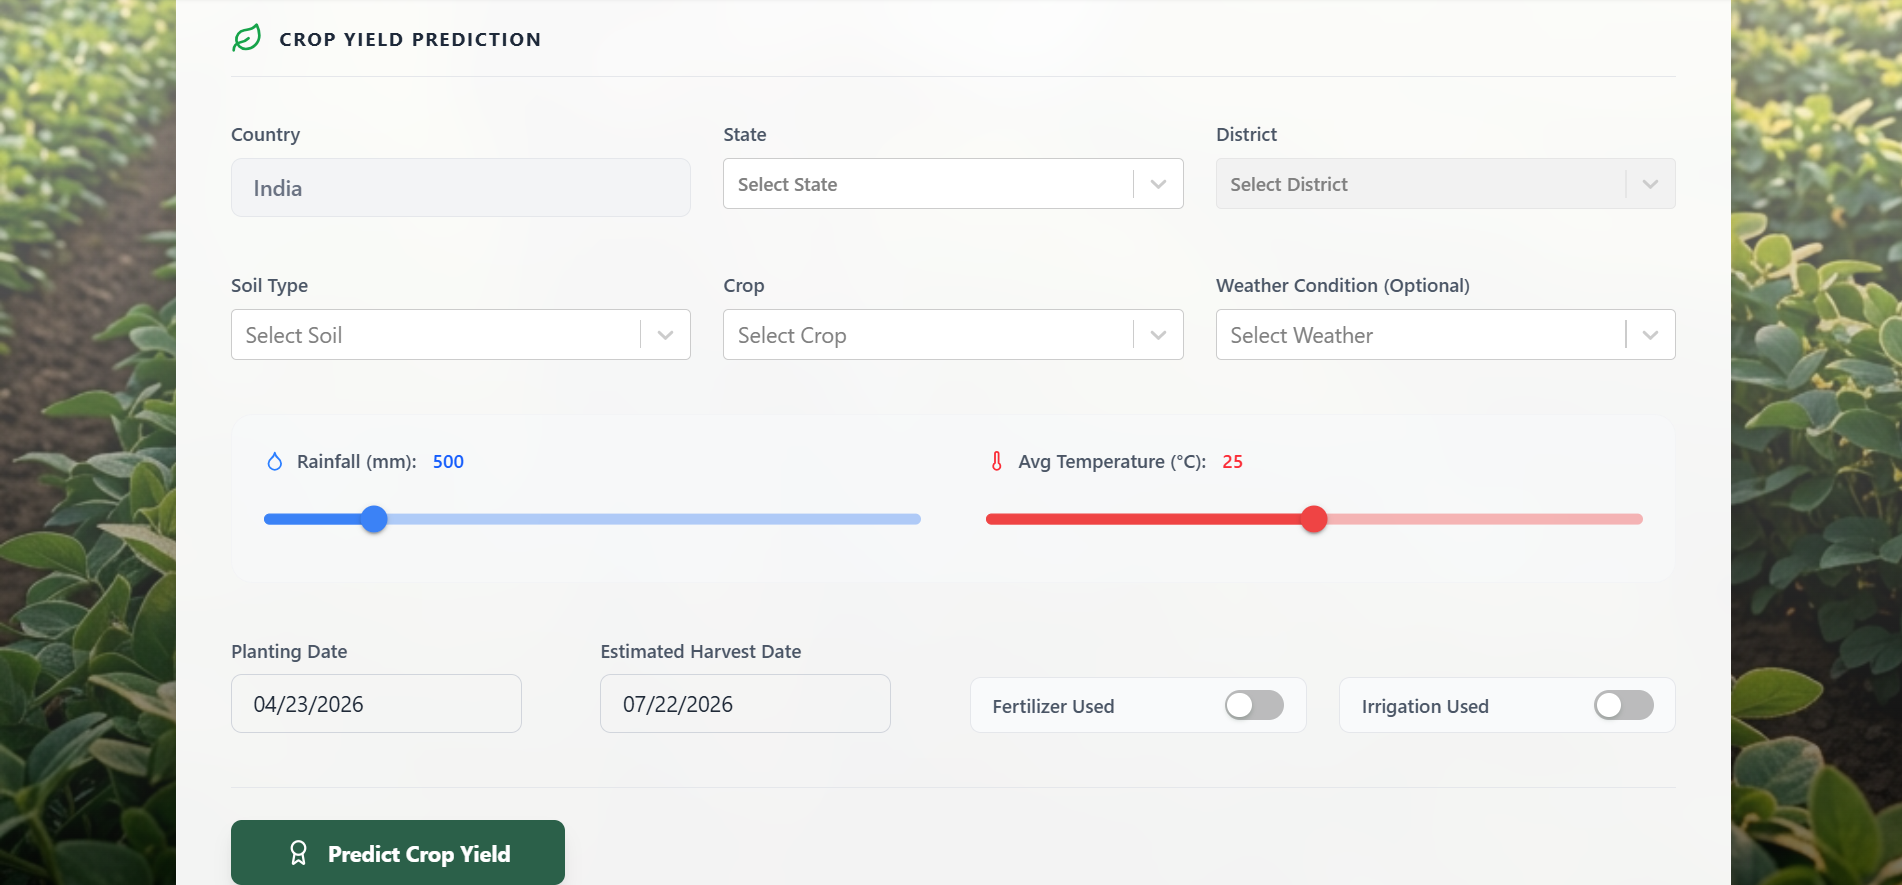 CROP YIELD PREDICTION
Country
State
District
India
Select State
Select District
Soil Type
Crop
Weather Condition (Optional)
Select Soil
Select Crop
Select Weather
Rainfall (mm): 500
Avg Temperature (°C): 25
Planting Date
Estimated Harvest Date
04/23/2026
07/22/2026
Fertilizer Used
Irrigation Used
Predict Crop Yield